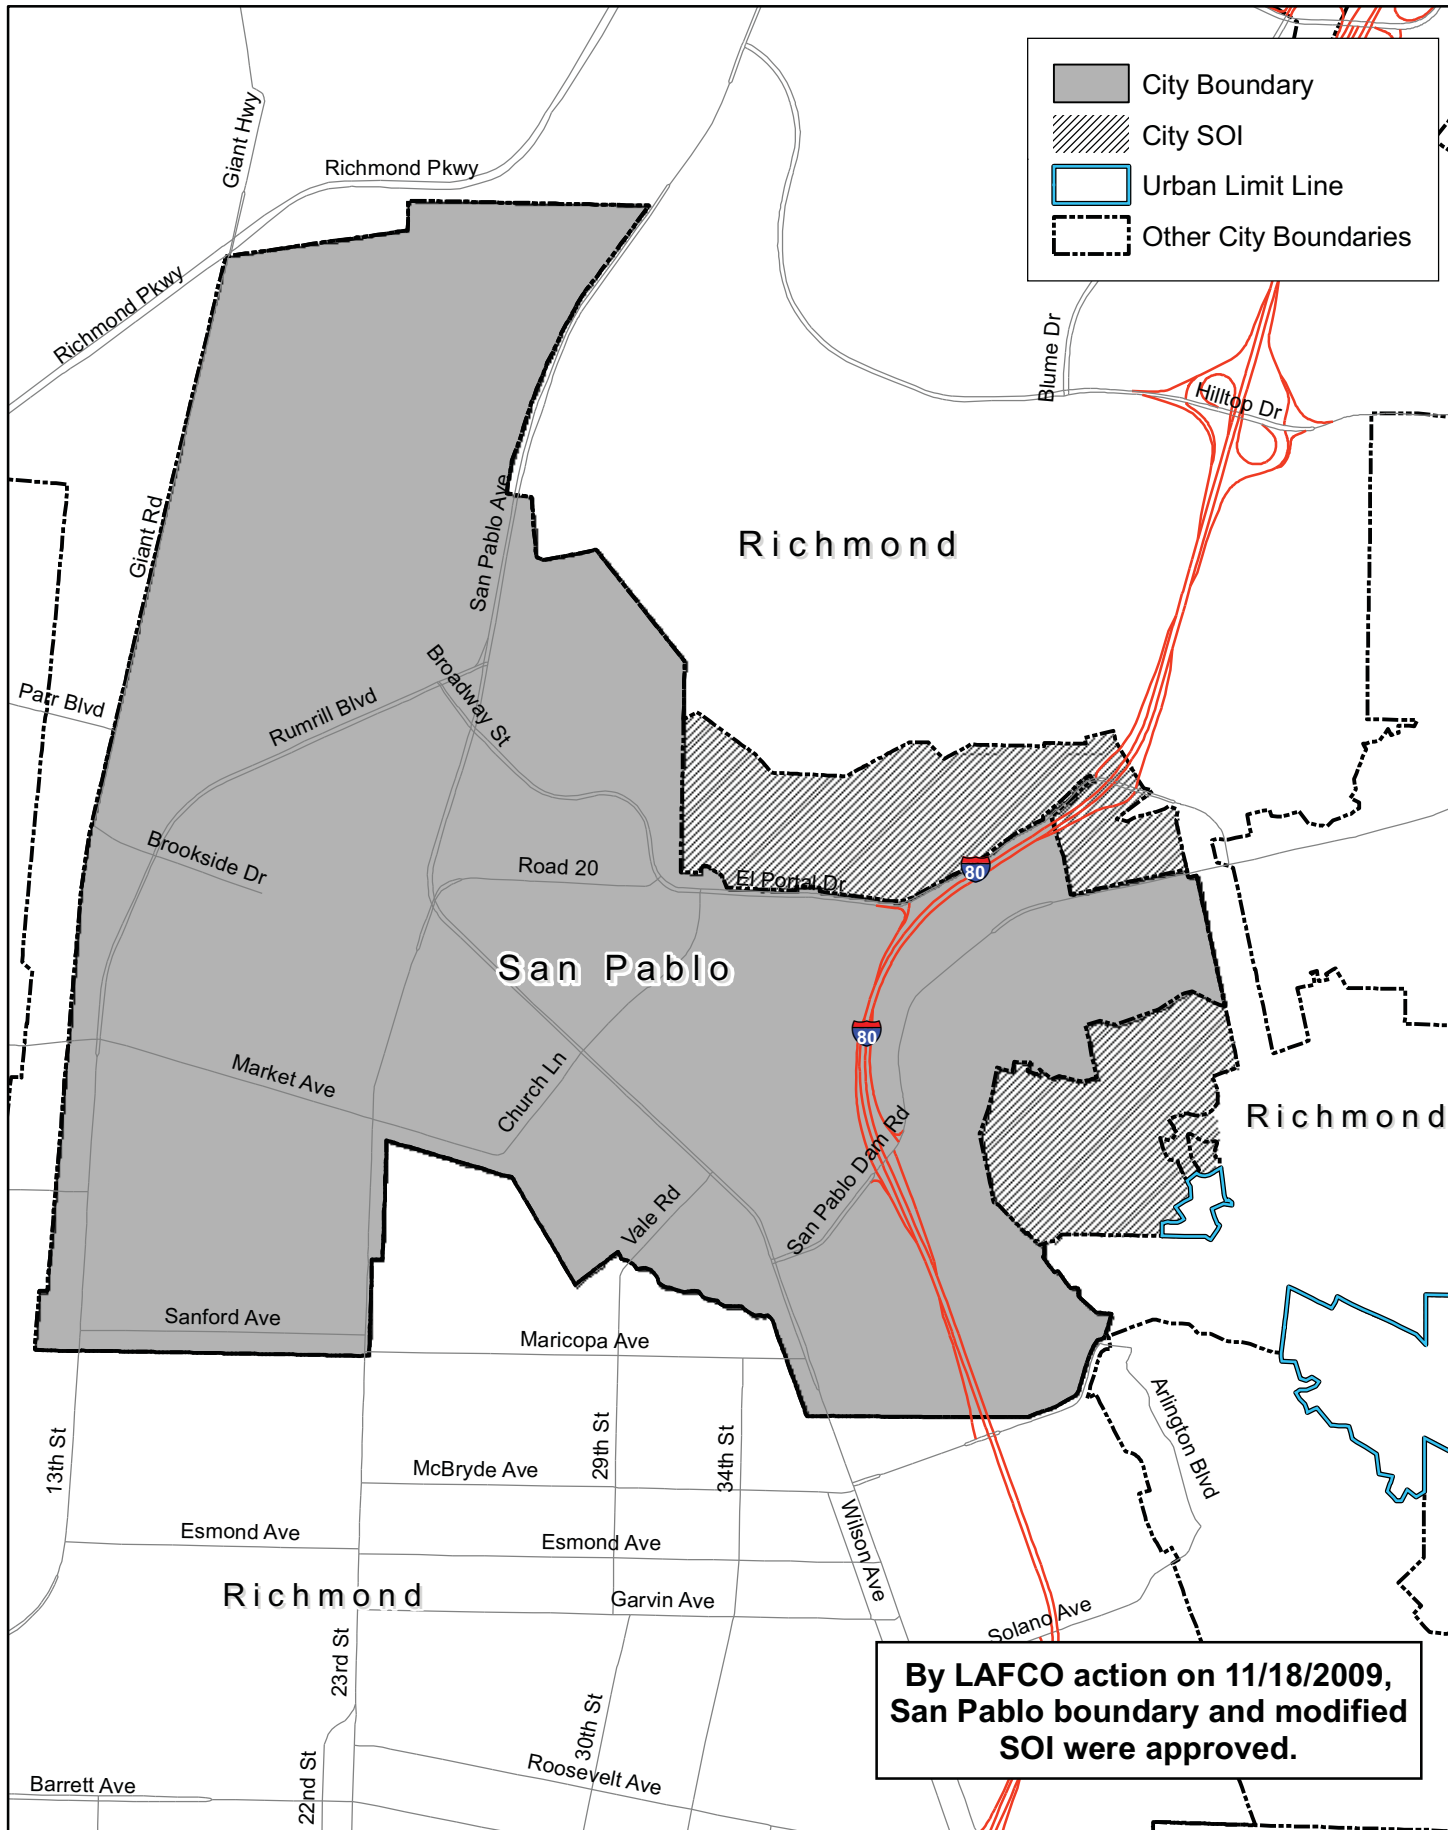 City Boundary
City SOI
Urban Limit Line
Other City Boundaries
Giant Hwy
Richmond Pkwy
Richmond Pkwy
Blume Dr
Hilltop Dr
Giant Rd
San Pablo Ave
Richmond
Broadway St
Parr Blvd
Rumrill Blvd
Brookside Dr
Road 20
El Portal Dr
80
San Pablo
80
Market Ave
Church Ln
San Pablo Dam Rd
Richmond
Vale Rd
Sanford Ave
Maricopa Ave
Arlington Blvd
13th St
29th St
34th St
McBryde Ave
Wilson Ave
Esmond Ave
Esmond Ave
Richmond
Garvin Ave
Solano Ave
23rd St
By LAFCO action on 11/18/2009,
San Pablo boundary and modified
SOI were approved.
30th St
22nd St
Roosevelt Ave
Barrett Ave